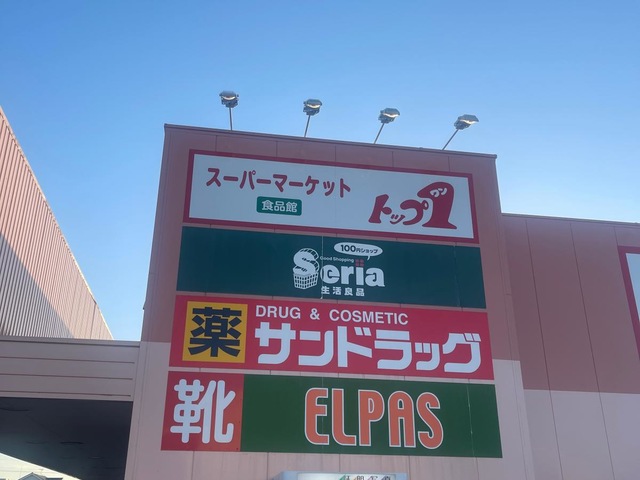 スーパーマーケット
食品館
トップ1
ワン
100円ショップ
Good Shopping
Seria
生活良品
薬
DRUG & COSMETIC
サンドラッグ
靴
ELPAS